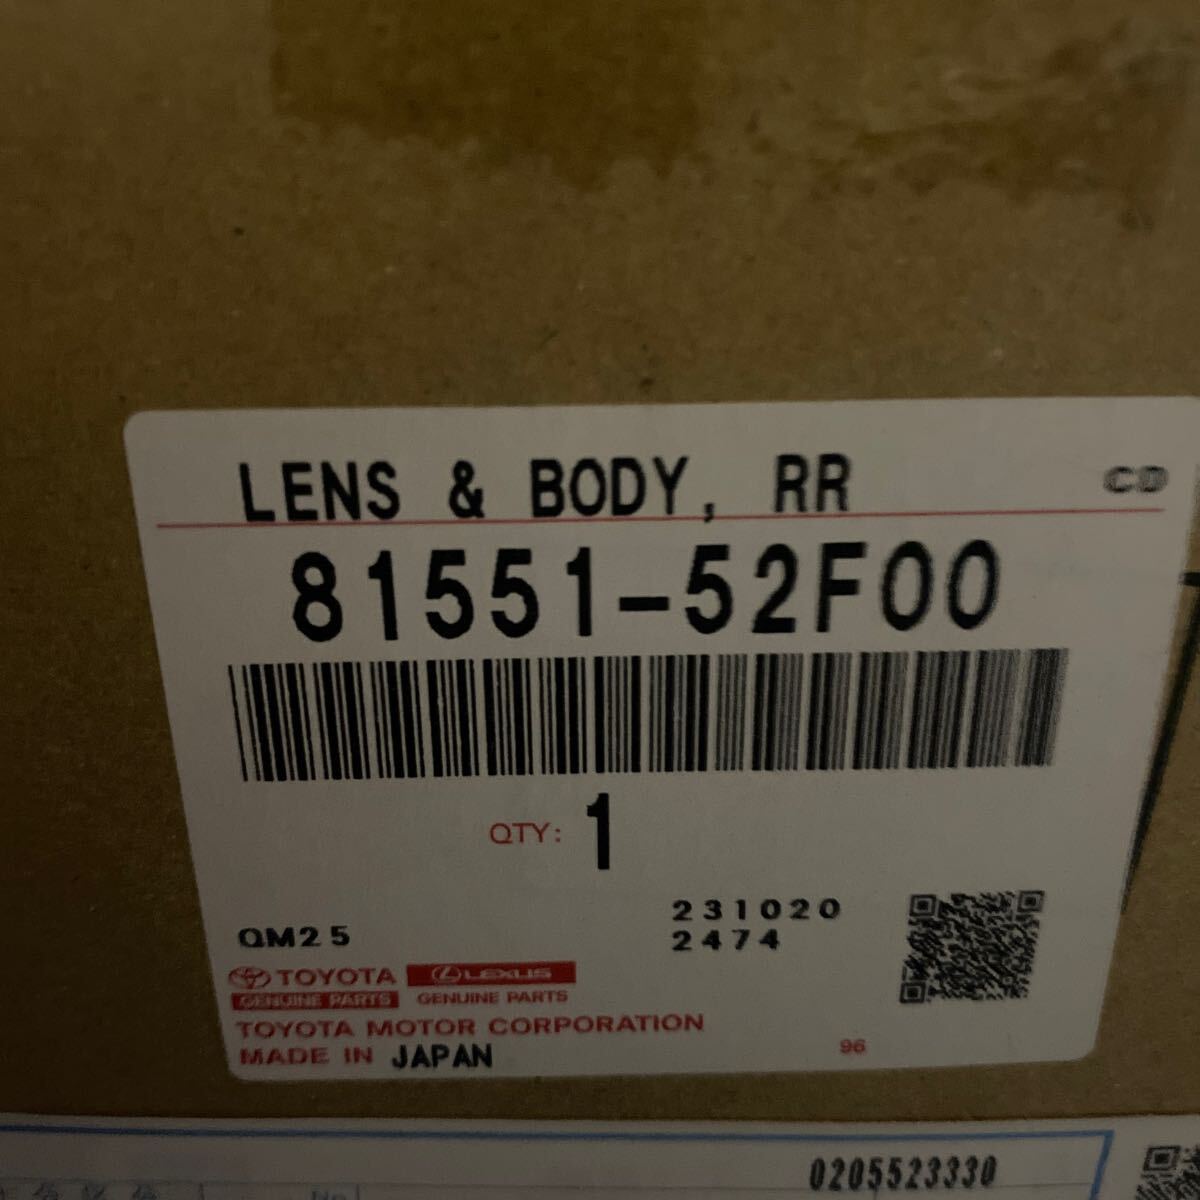 LENS & BODY, RR CD
81551-52F00
QTY: 1
QM25
231020
2474
TOYOTA LEXUS
GENUINE PARTS GENUINE PARTS
TOYOTA MOTOR CORPORATION
MADE IN JAPAN
96
0205523330